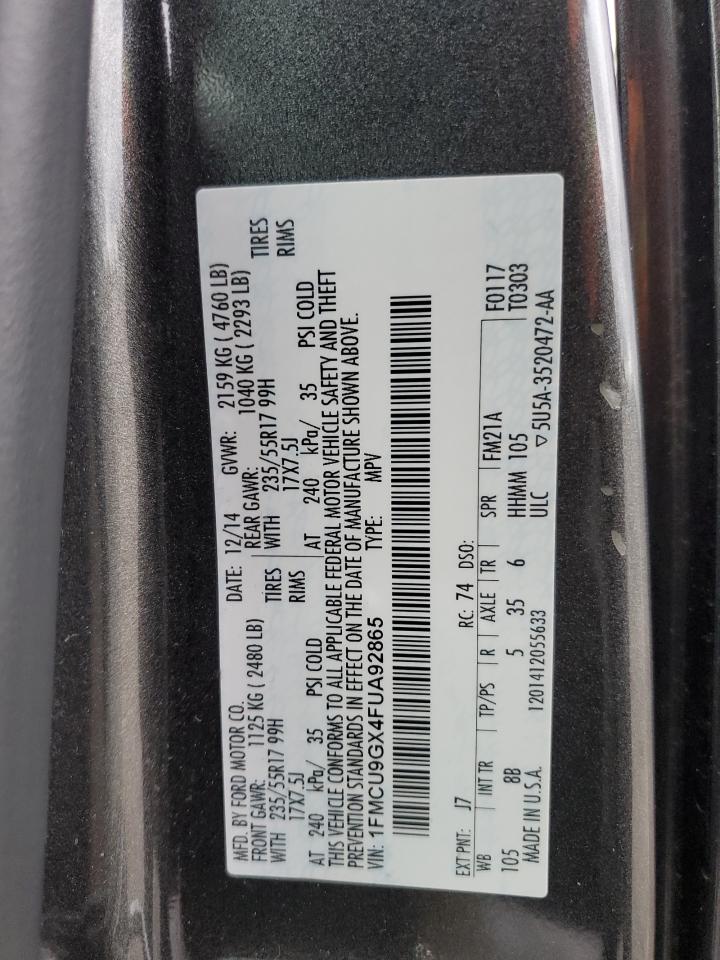 MFD. BY FORD MOTOR CO. DATE: 12/14 GVWR: 2159 KG ( 4760 LB)
FRONT GAWR: 1125 KG ( 2480 LB) REAR GAWR: 1040 KG ( 2293 LB)
WITH 235/55R17 99H TIRES WITH 235/55R17 99H TIRES
17X7.5J RIMS 17X7.5J RIMS
AT 240 kPa/ 35 PSI COLD AT 240 kPa/ 35 PSI COLD
THIS VEHICLE CONFORMS TO ALL APPLICABLE FEDERAL MOTOR VEHICLE SAFETY AND THEFT
PREVENTION STANDARDS IN EFFECT ON THE DATE OF MANUFACTURE SHOWN ABOVE.
VIN: 1FMCU9GX4FUA92865 TYPE: MPV
EXT PNT: J7 RC: 74 DSO: F0117
WB INT TR TP/PS R AXLE TR SPR FM21A T0303
105 8B 5 35 6 HHMM 105
MADE IN U.S.A. 1201412055633 ULC ▽5U5A-3520472-AA